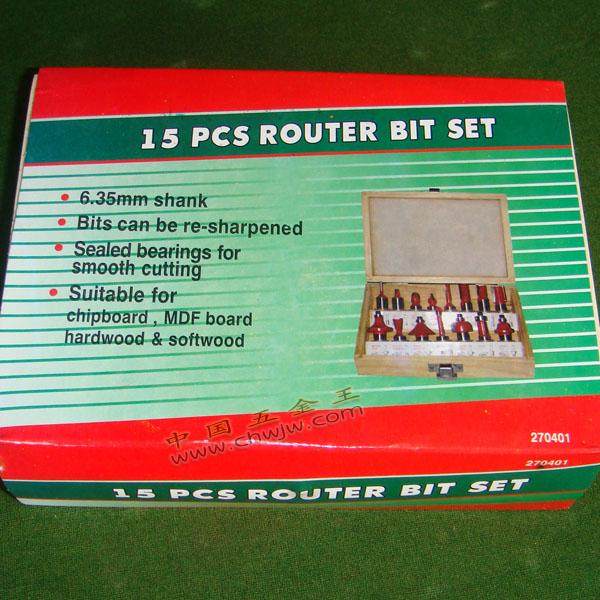 15 PCS ROUTER BIT SET
• 6.35mm shank
• Bits can be re-sharpened
• Sealed bearings for
smooth cutting
• Suitable for
chipboard , MDF board
hardwood & softwood
中国五金王
www.chwjw.com
270401
270401
15 PCS ROUTER BIT SET